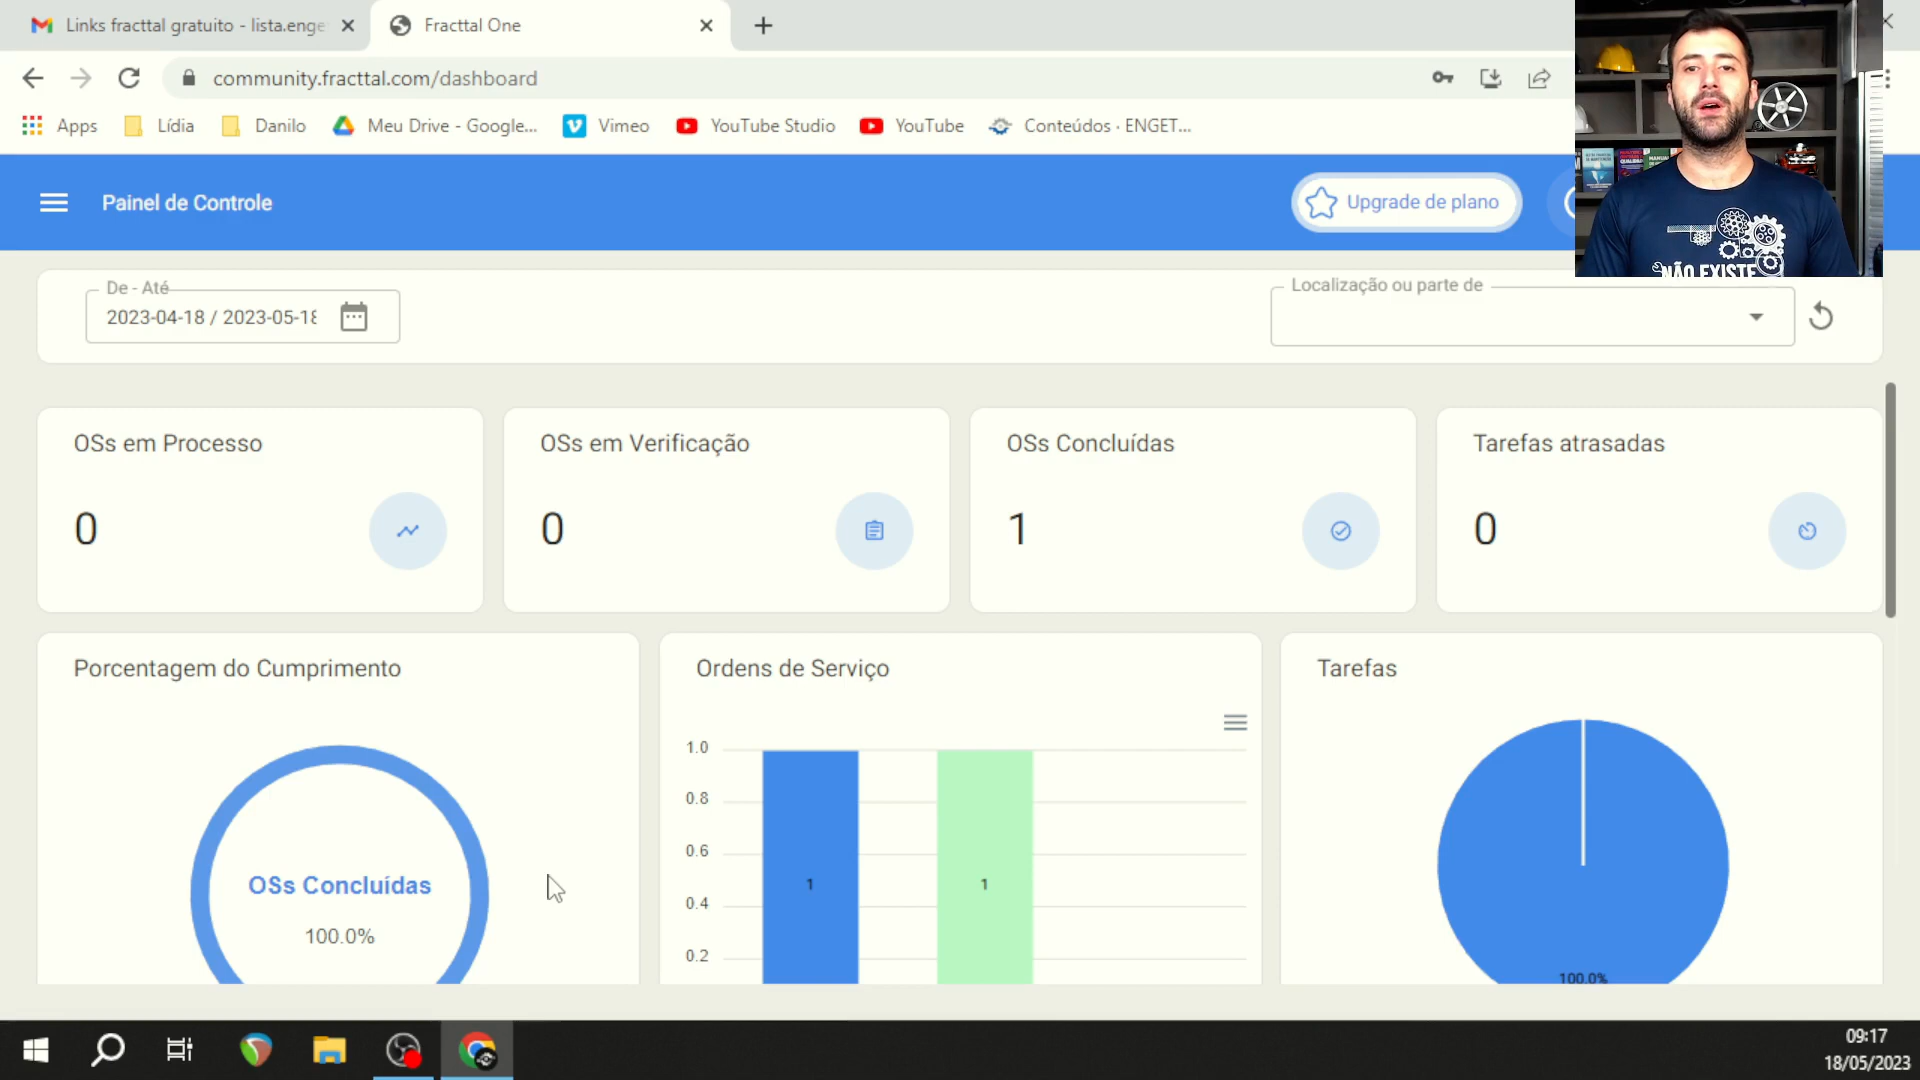 Links fracttal gratuito - lista.enge
Fracttal One
community.fracttal.com/dashboard
Apps
Lídia
Danilo
Meu Drive - Google...
Vimeo
YouTube Studio
YouTube
Conteúdos · ENGET...
Painel de Controle
Upgrade de plano
NÃO EXISTE
De - Até
2023-04-18 / 2023-05-18
Localização ou parte de
OSs em Processo
0
OSs em Verificação
0
OSs Concluídas
1
Tarefas atrasadas
0
Porcentagem do Cumprimento
OSs Concluídas
100.0%
Ordens de Serviço
1.0
0.8
0.6
0.4
0.2
1
1
Tarefas
100.0%
09:17
18/05/2023